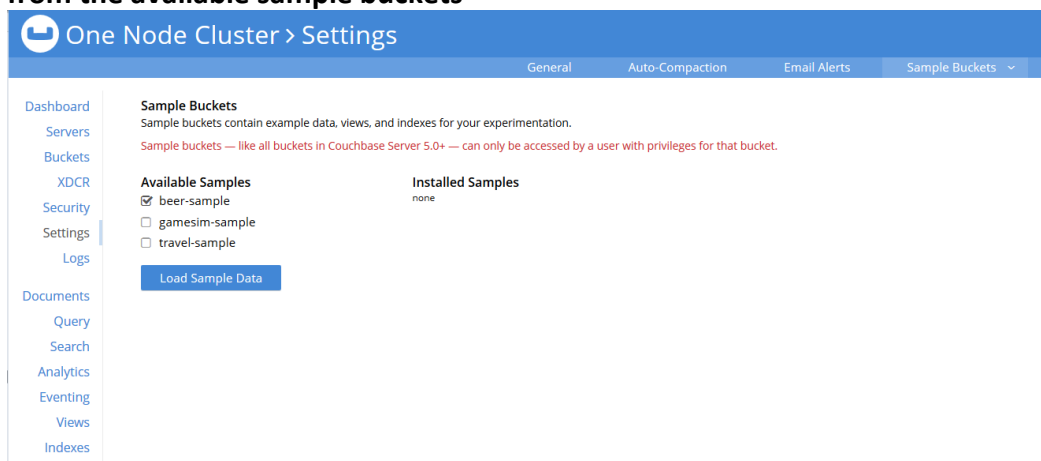 from the available sample buckets
One Node Cluster > Settings
General Auto-Compaction Email Alerts Sample Buckets
Dashboard
Servers
Buckets
XDCR
Security
Settings
Logs
Documents
Query
Search
Analytics
Eventing
Views
Indexes
Sample Buckets
Sample buckets contain example data, views, and indexes for your experimentation.
Sample buckets — like all buckets in Couchbase Server 5.0+ — can only be accessed by a user with privileges for that bucket.
Available Samples
beer-sample
gamesim-sample
travel-sample
Load Sample Data
Installed Samples
none